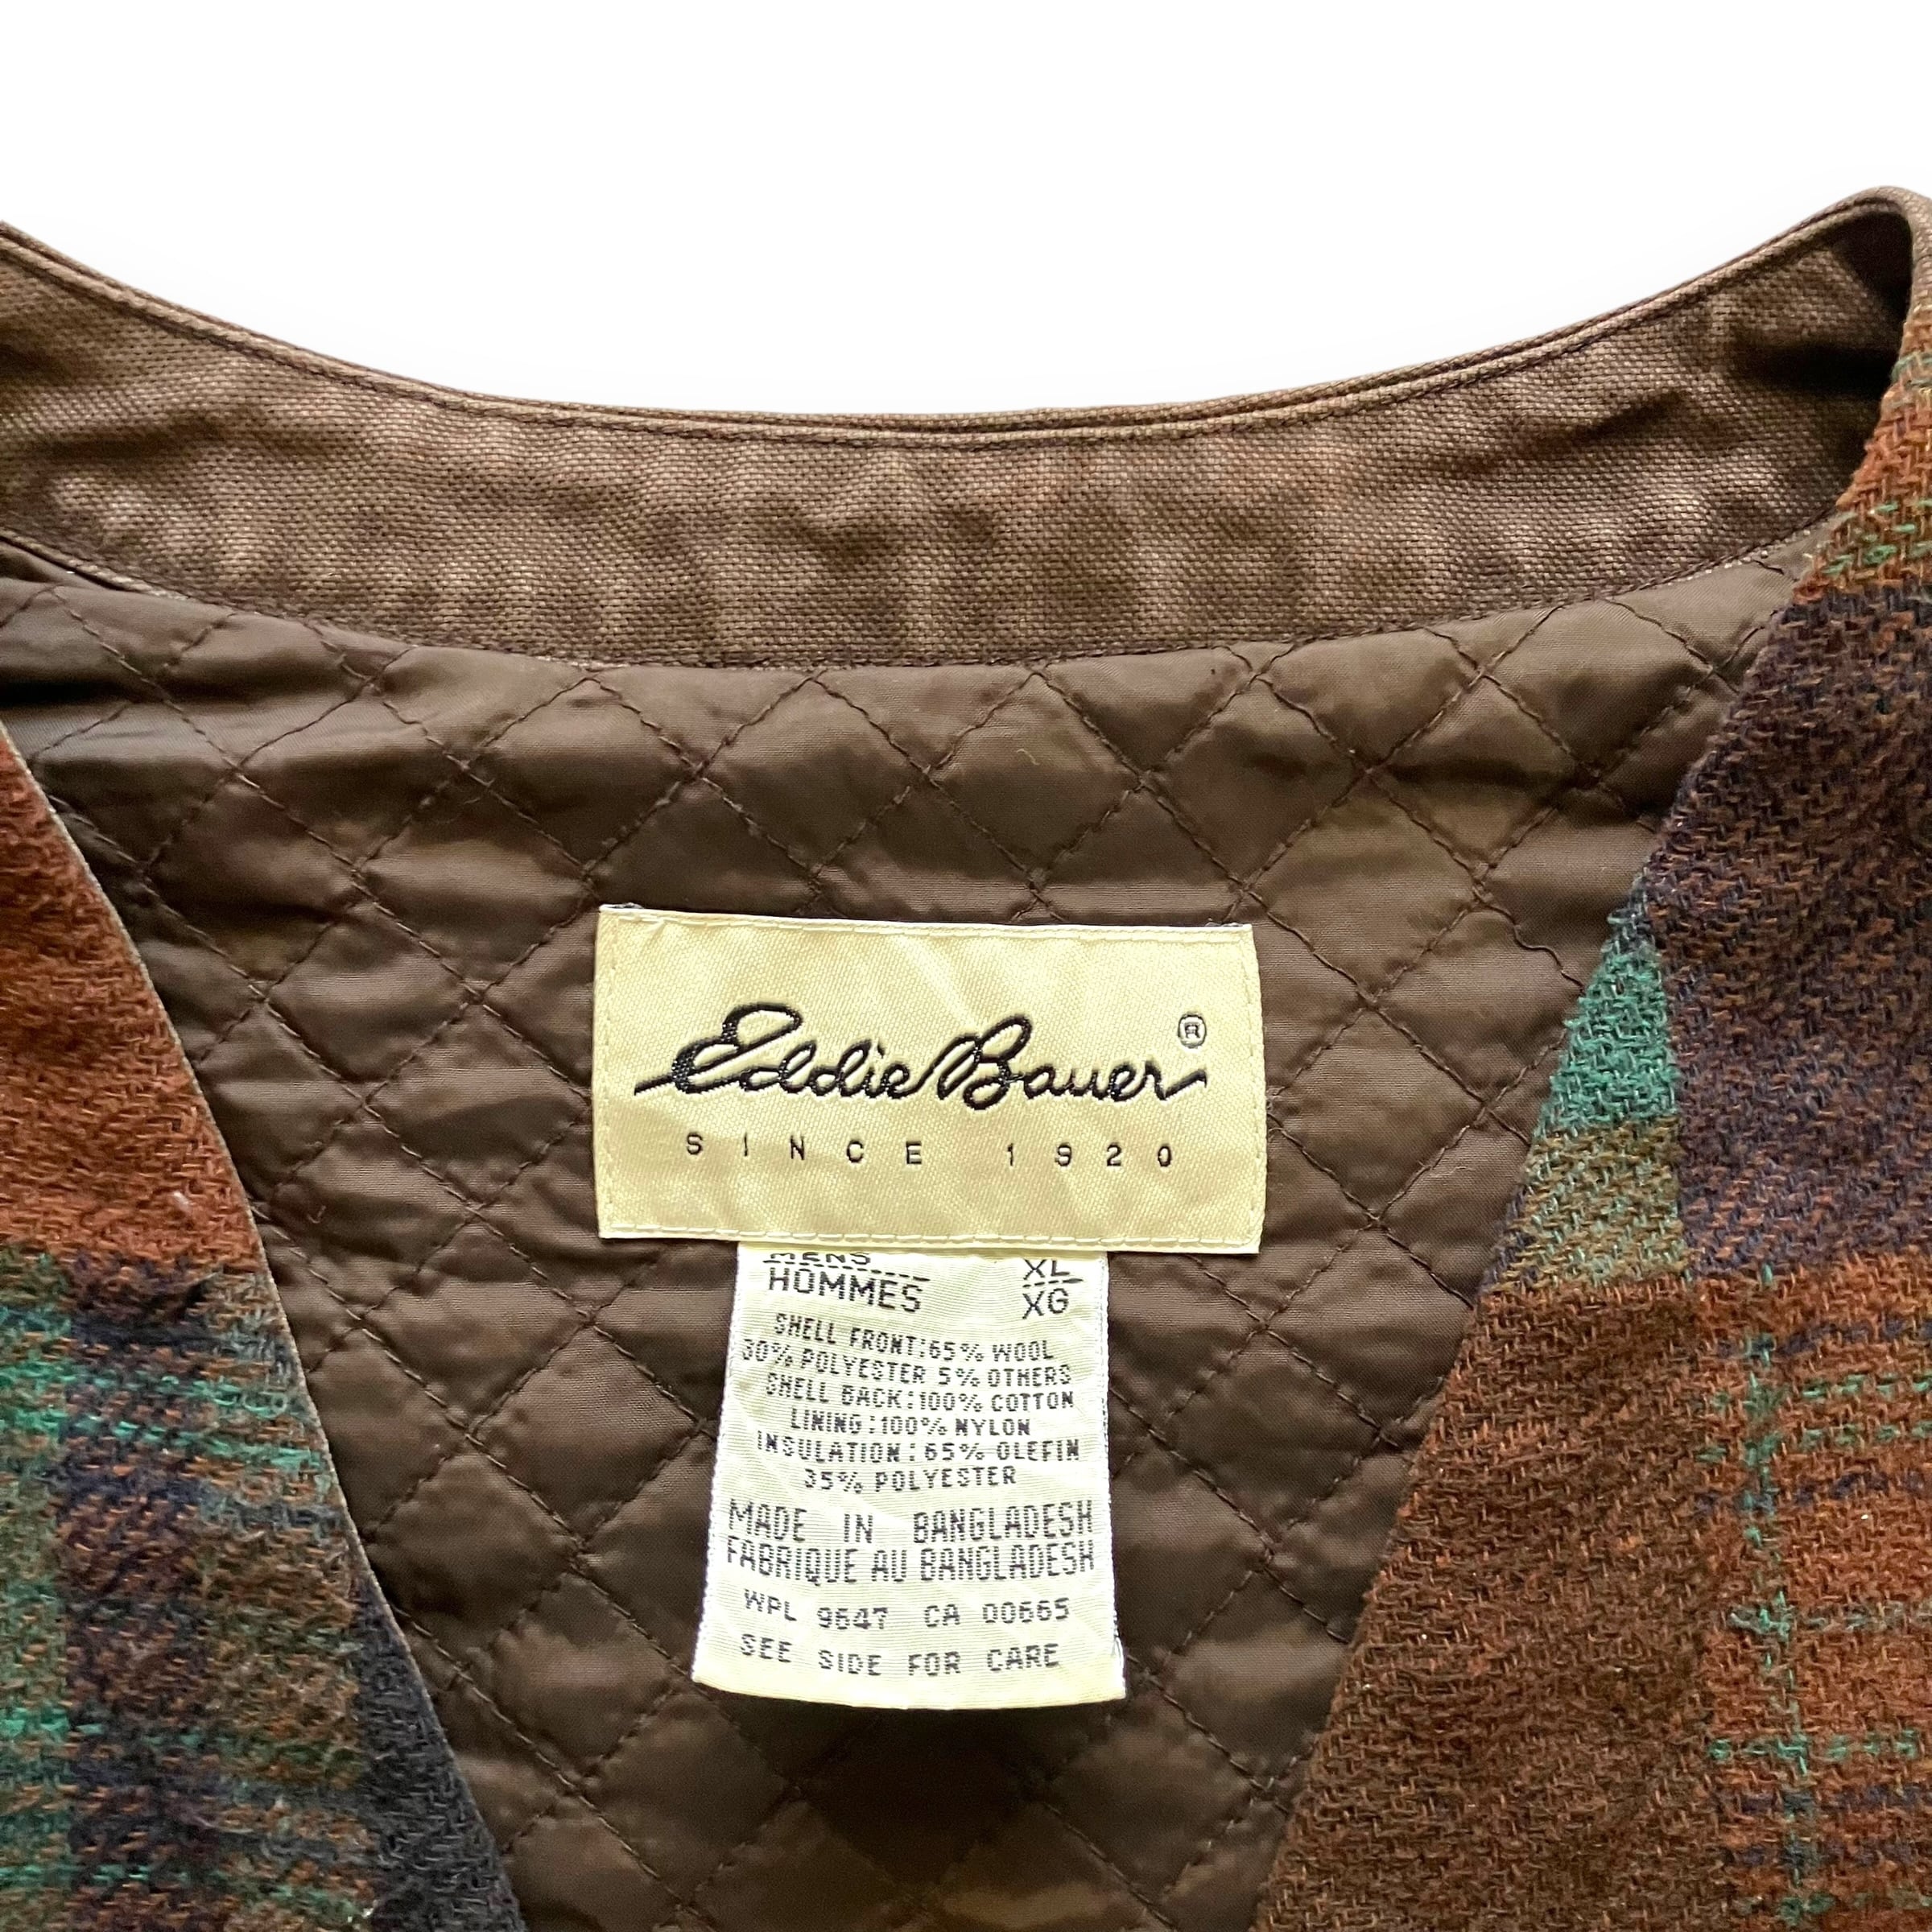 Eddie Bauer®
SINCE 1920
MENS XL
HOMMES XG
SHELL FRONT:65% WOOL
30% POLYESTER 5% OTHERS
SHELL BACK:100% COTTON
LINING:100% NYLON
INSULATION: 65% OLEFIN
35% POLYESTER
MADE IN BANGLADESH
FABRIQUE AU BANGLADESH
WPL 9647 CA 00665
SEE SIDE FOR CARE